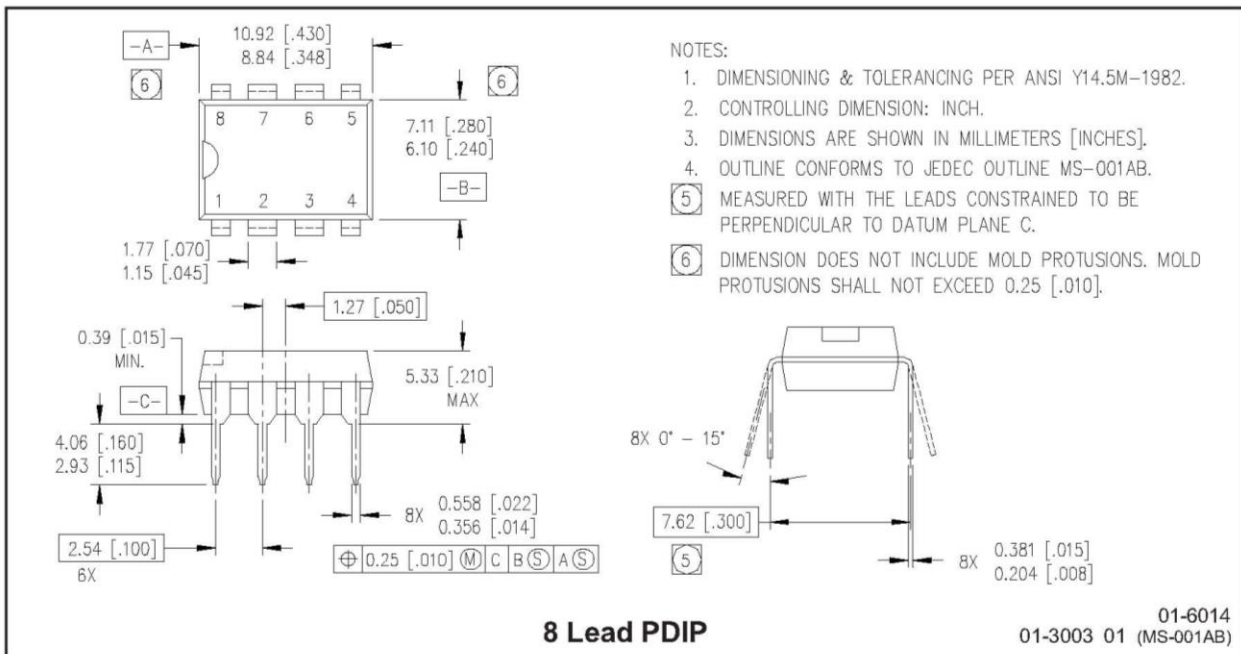 10.92 [.430]
8.84 [.348]
-A-
6
6
8 7 6 5
7.11 [.280]
6.10 [.240]
-B-
1 2 3 4
1.77 [.070]
1.15 [.045]
1.27 [.050]
0.39 [.015]
MIN.
-C-
5.33 [.210]
MAX
4.06 [.160]
2.93 [.115]
8X 0.558 [.022]
0.356 [.014]
2.54 [.100]
6X
⌖ 0.25 [.010] Ⓜ C B Ⓢ A Ⓢ
NOTES:
1. DIMENSIONING & TOLERANCING PER ANSI Y14.5M-1982.
2. CONTROLLING DIMENSION: INCH.
3. DIMENSIONS ARE SHOWN IN MILLIMETERS [INCHES].
4. OUTLINE CONFORMS TO JEDEC OUTLINE MS-001AB.
5 MEASURED WITH THE LEADS CONSTRAINED TO BE
PERPENDICULAR TO DATUM PLANE C.
6 DIMENSION DOES NOT INCLUDE MOLD PROTUSIONS. MOLD
PROTUSIONS SHALL NOT EXCEED 0.25 [.010].
8X 0° - 15°
7.62 [.300]
5
8X 0.381 [.015]
0.204 [.008]
8 Lead PDIP
01-6014
01-3003 01 (MS-001AB)